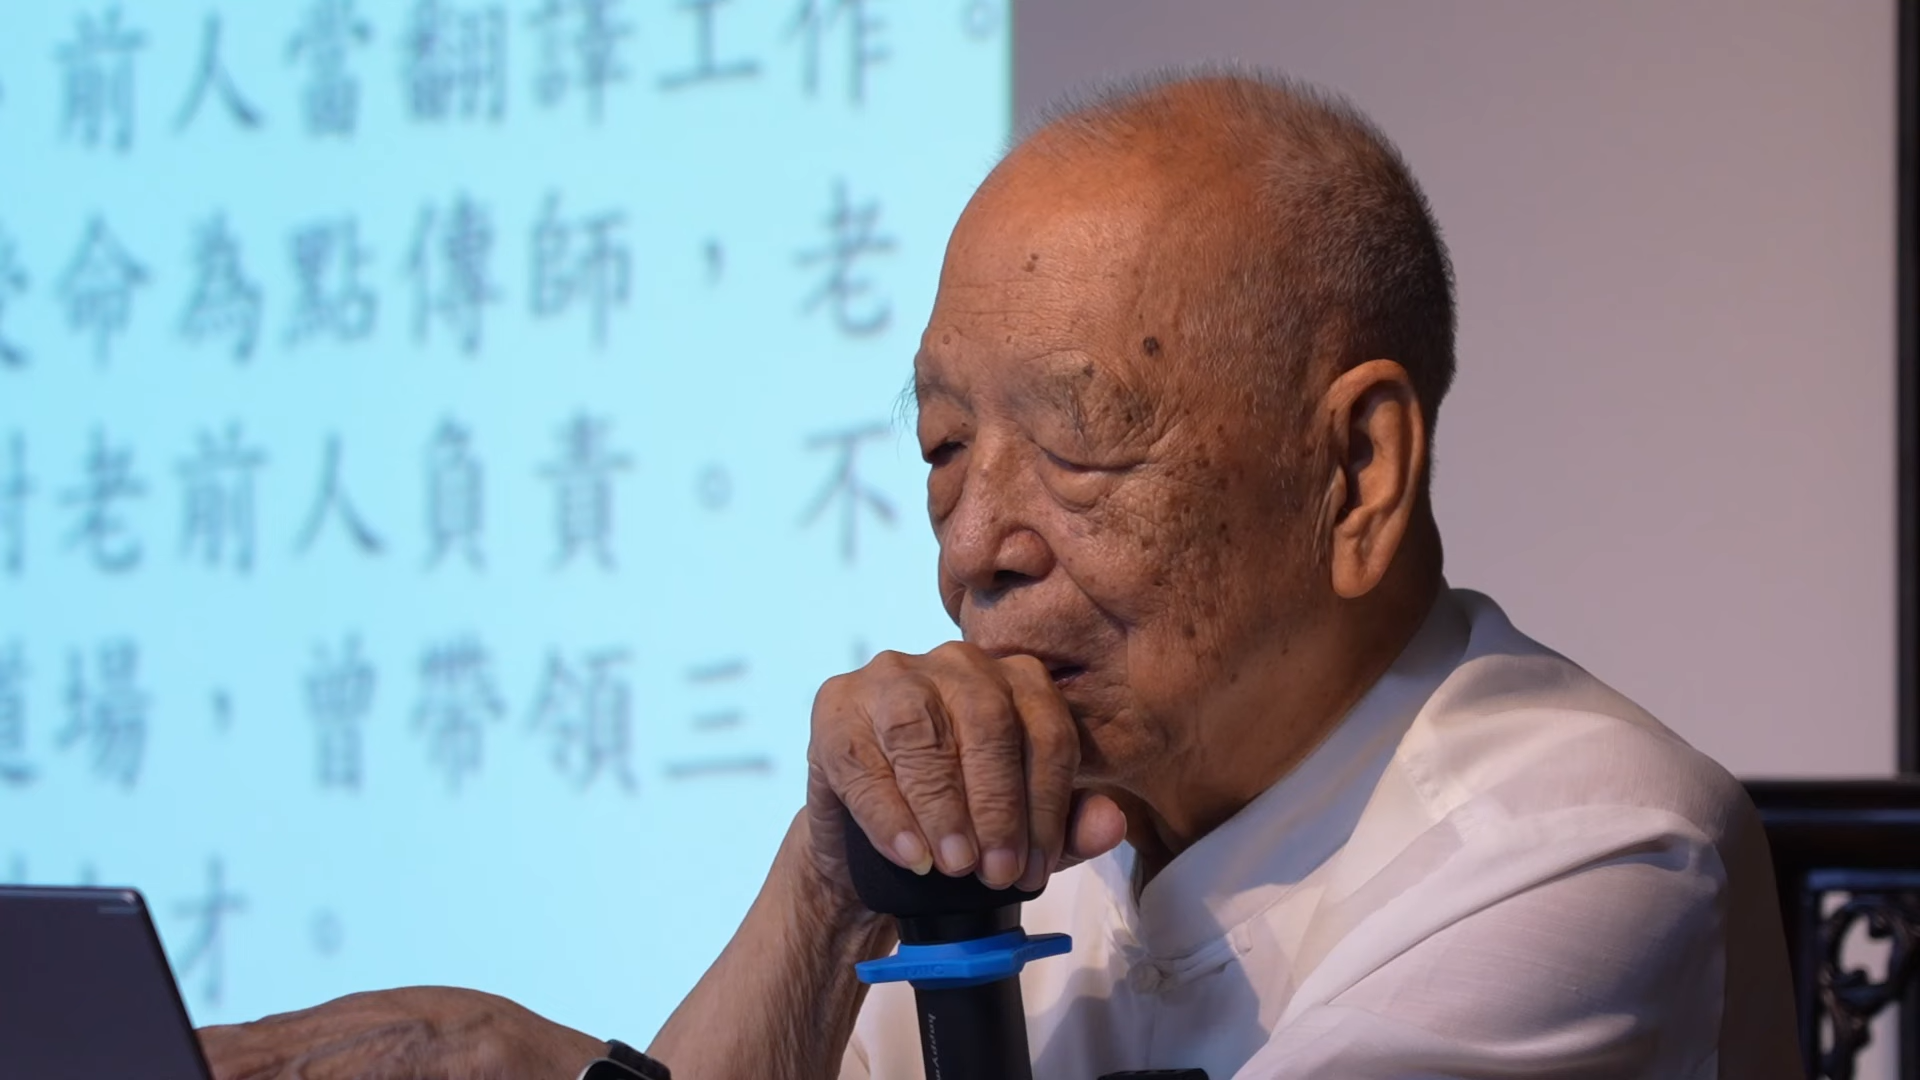 前人當翻譯工作。
命為點傳師，老
老前人負責。不
場，曾帶領三
才。